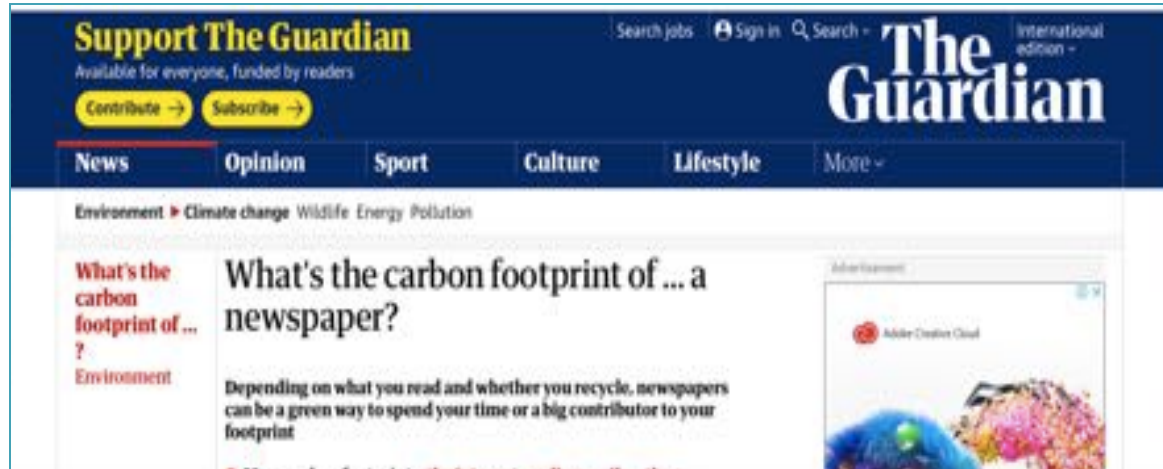 Support The Guardian
Available for everyone, funded by readers
Contribute →
Subscribe →
Search jobs
Sign in
Search
International
edition
The
Guardian
News
Opinion
Sport
Culture
Lifestyle
More
Environment ▶ Climate change Wildlife Energy Pollution
What's the
carbon
footprint of ...
?
Environment
What's the carbon footprint of ... a
newspaper?
Depending on what you read and whether you recycle, newspapers
can be a green way to spend your time or a big contributor to your
footprint
Advertisement
Adobe Creative Cloud